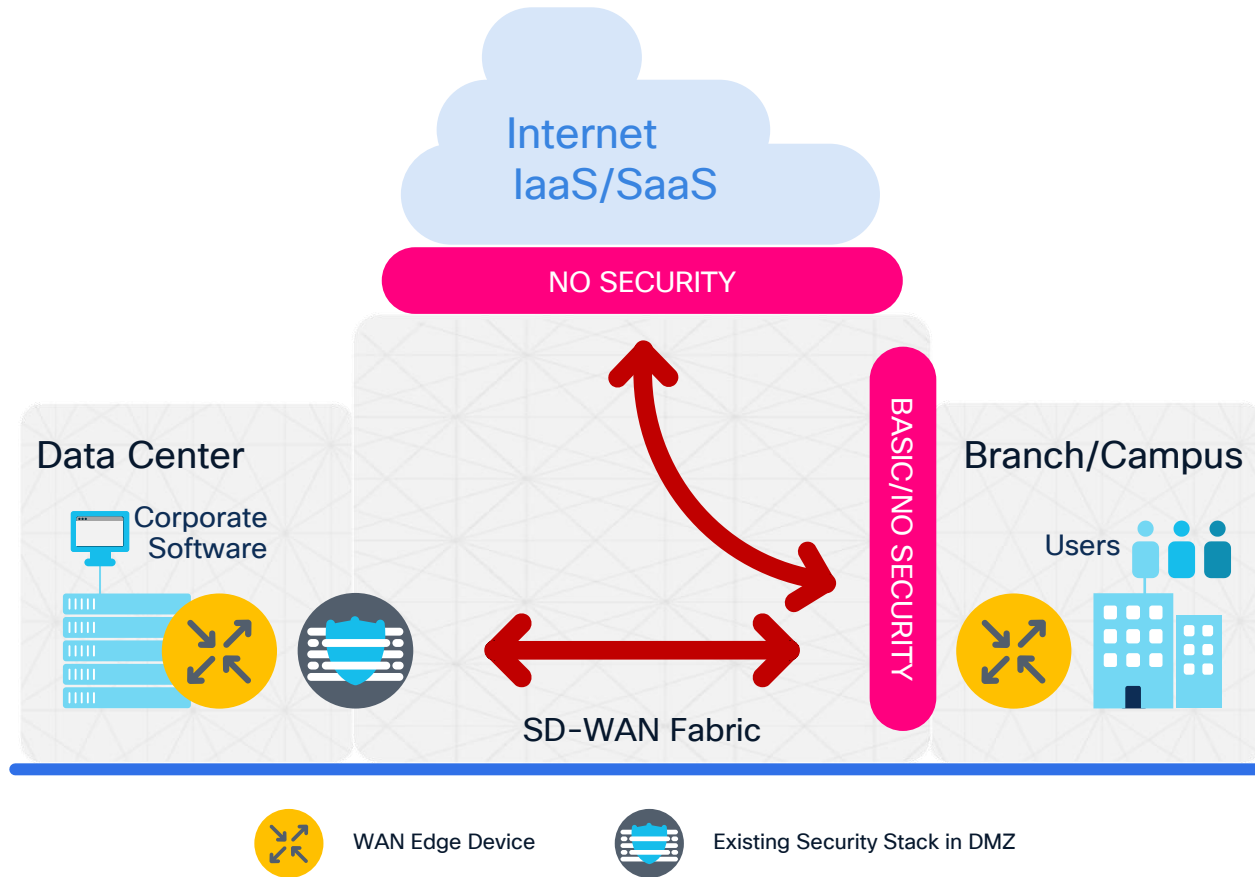 Internet
IaaS/SaaS
NO SECURITY
BASIC/NO SECURITY
Data Center
Corporate
Software
Branch/Campus
Users
SD-WAN Fabric
WAN Edge Device
Existing Security Stack in DMZ